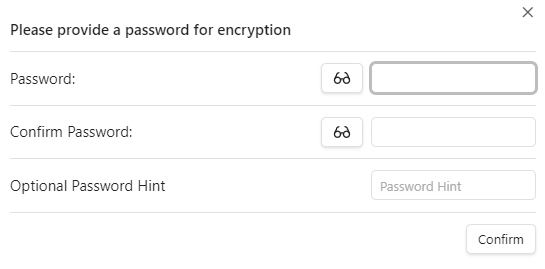 Please provide a password for encryption
Password:
Confirm Password:
Optional Password Hint
Password Hint
Confirm